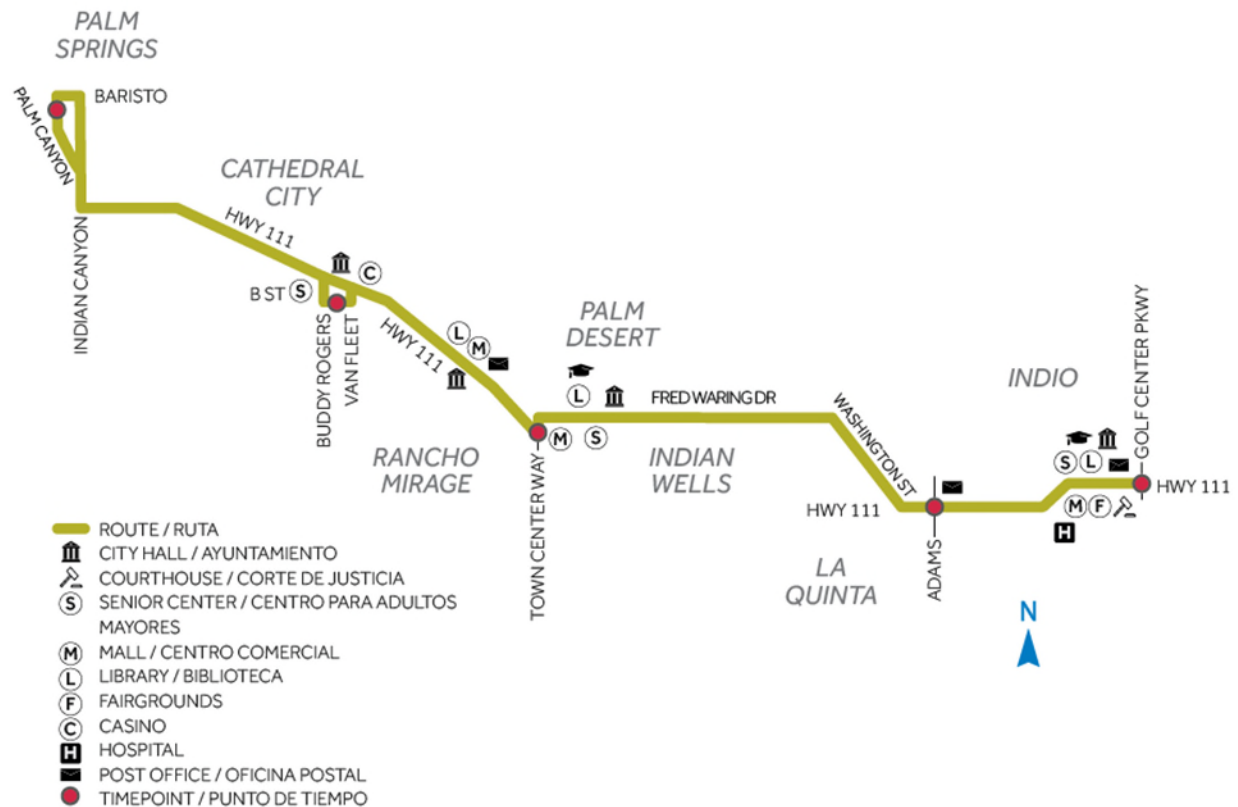 PALM
SPRINGS
BARISTO
PALM CANYON
INDIAN CANYON
CATHEDRAL
CITY
HWY 111
C
B ST
S
BUDDY ROGERS
VAN FLEET
HWY 111
L
M
RANCHO
MIRAGE
PALM
DESERT
L
M
S
FRED WARING DR
TOWN CENTER WAY
INDIAN
WELLS
WASHINGTON ST
HWY 111
ADAMS
LA
QUINTA
INDIO
S
L
M
F
H
GOLF CENTER PKWY
HWY 111
N
ROUTE / RUTA
CITY HALL / AYUNTAMIENTO
COURTHOUSE / CORTE DE JUSTICIA
S SENIOR CENTER / CENTRO PARA ADULTOS
MAYORES
M MALL / CENTRO COMERCIAL
L LIBRARY / BIBLIOTECA
F FAIRGROUNDS
C CASINO
H HOSPITAL
POST OFFICE / OFICINA POSTAL
TIMEPOINT / PUNTO DE TIEMPO